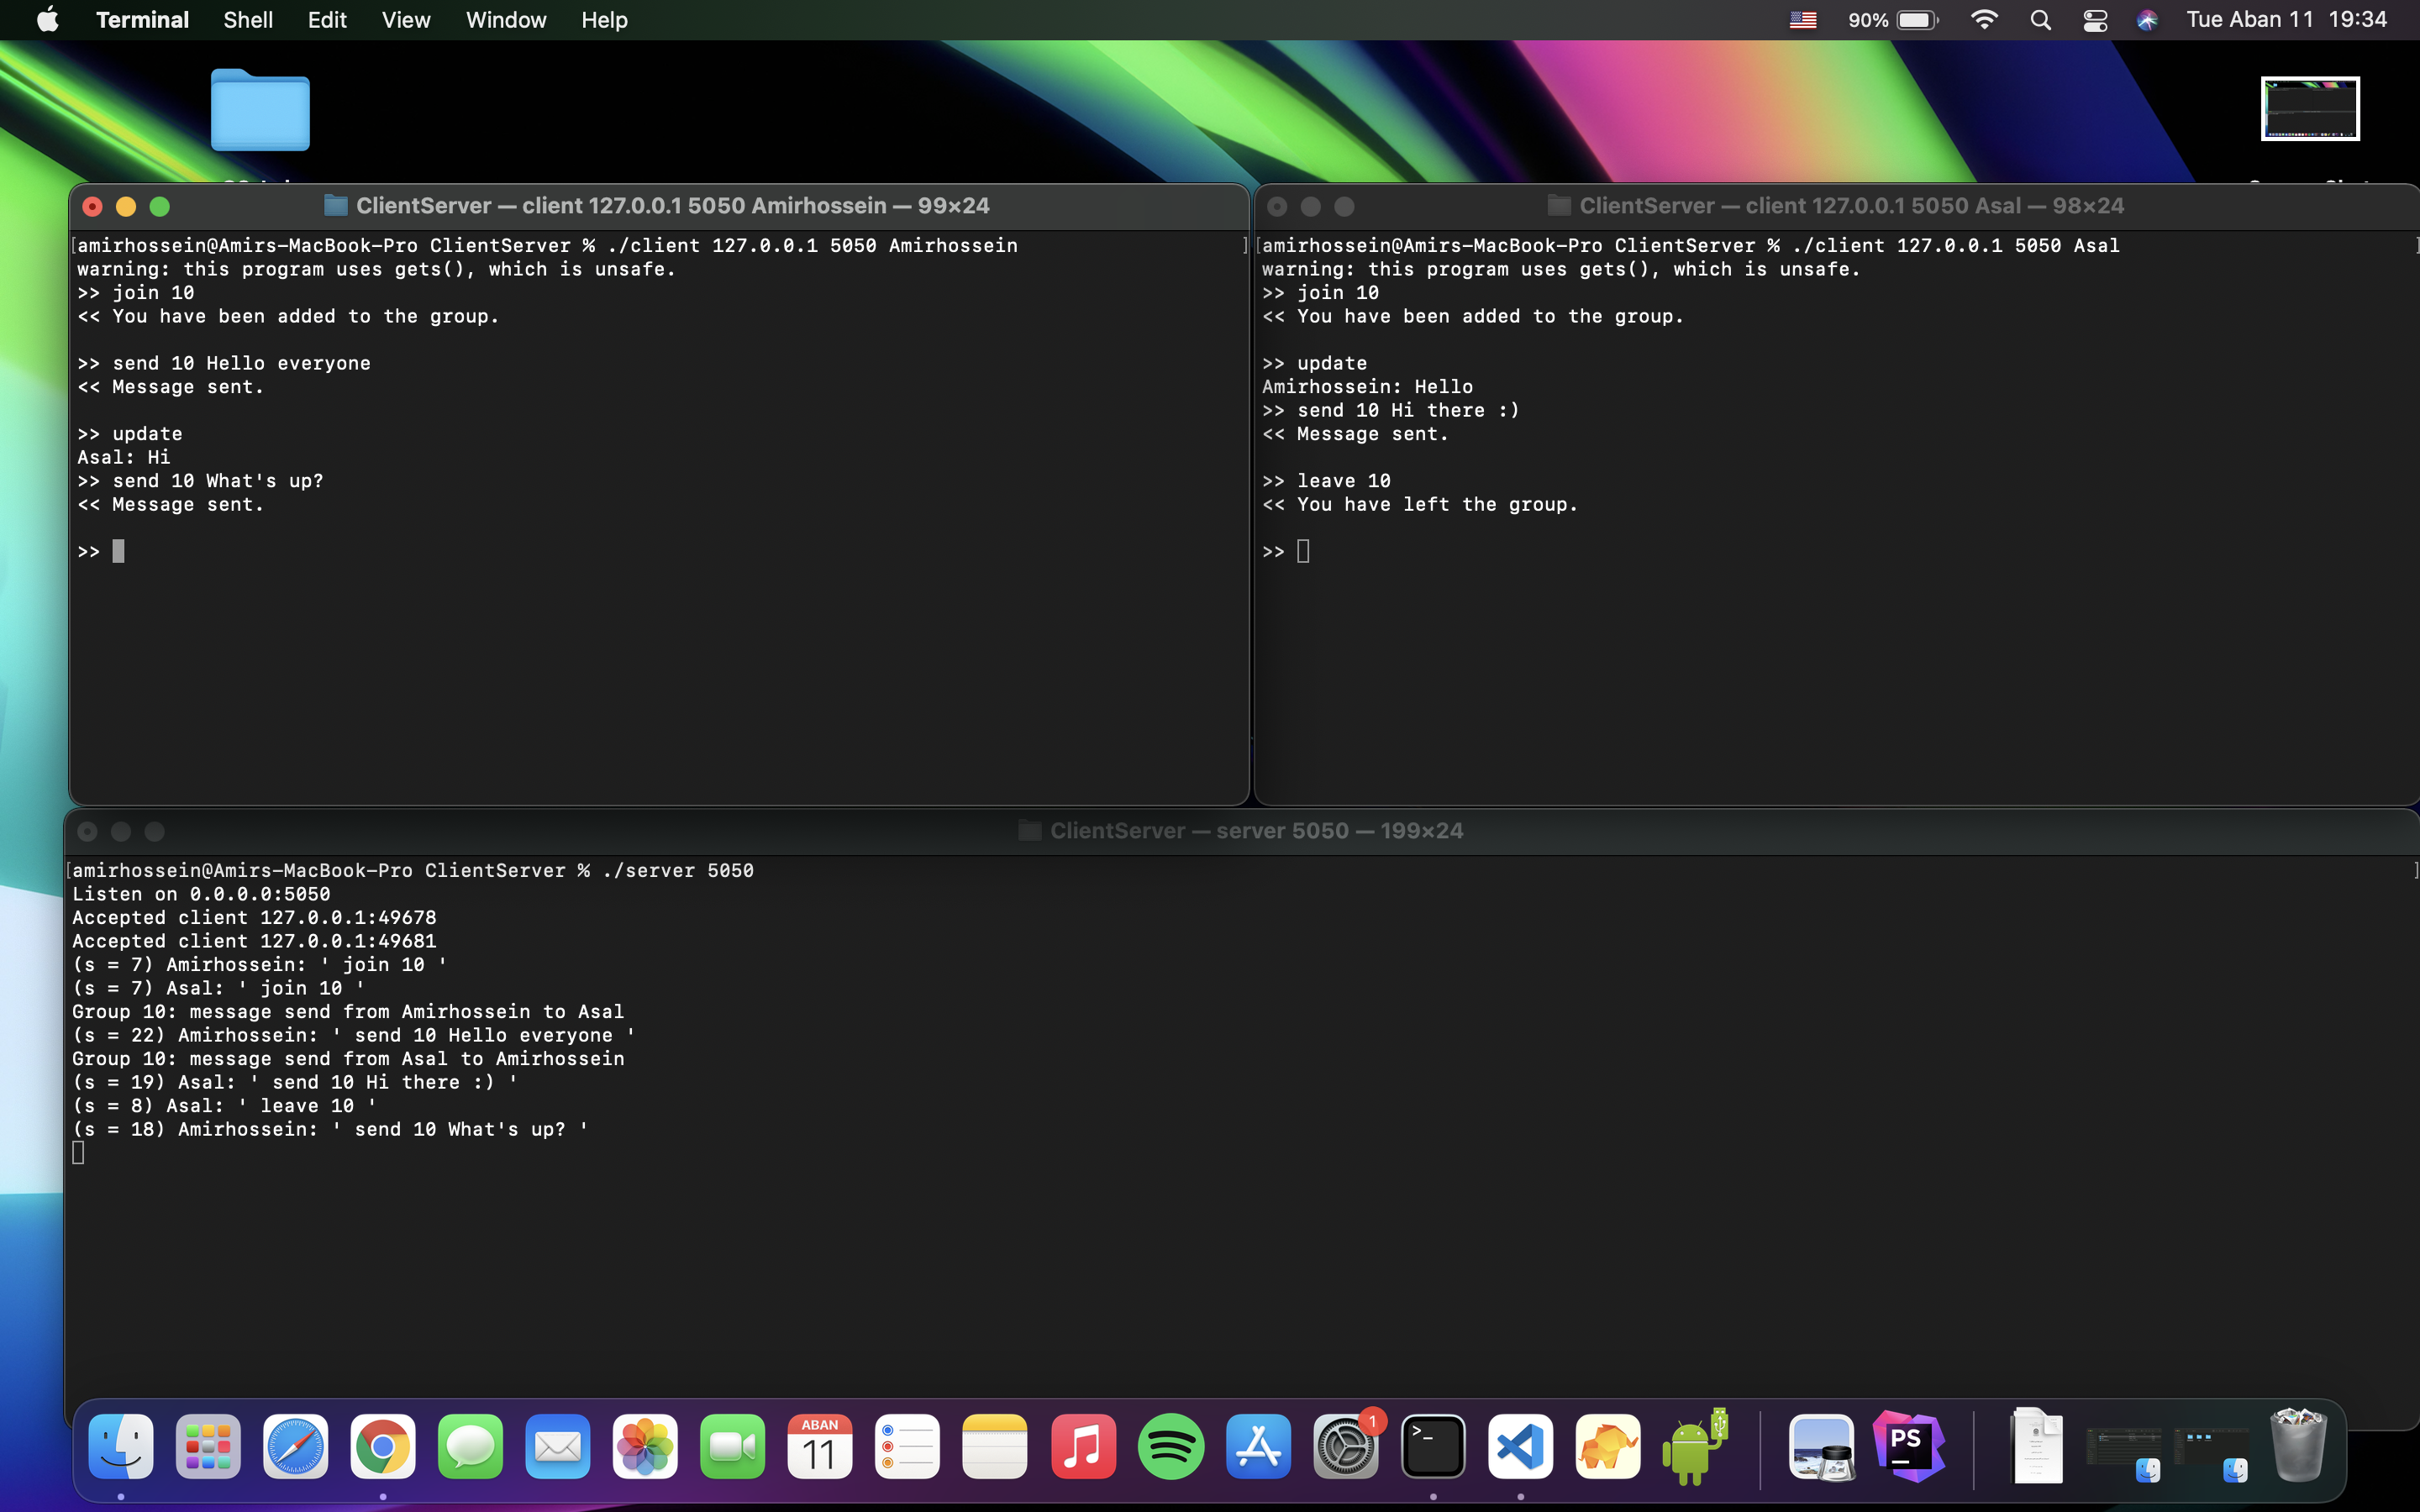 Terminal Shell Edit View Window Help 90% Tue Aban 11 19:34
ClientServer — client 127.0.0.1 5050 Amirhossein — 99×24
[amirhossein@Amirs-MacBook-Pro ClientServer % ./client 127.0.0.1 5050 Amirhossein ]
warning: this program uses gets(), which is unsafe.
>> join 10
<< You have been added to the group.
>> send 10 Hello everyone
<< Message sent.
>> update
Asal: Hi
>> send 10 What's up?
<< Message sent.
>>
ClientServer — client 127.0.0.1 5050 Asal — 98×24
[amirhossein@Amirs-MacBook-Pro ClientServer % ./client 127.0.0.1 5050 Asal ]
warning: this program uses gets(), which is unsafe.
>> join 10
<< You have been added to the group.
>> update
Amirhossein: Hello
>> send 10 Hi there :)
<< Message sent.
>> leave 10
<< You have left the group.
>>
ClientServer — server 5050 — 199×24
[amirhossein@Amirs-MacBook-Pro ClientServer % ./server 5050 ]
Listen on 0.0.0.0:5050
Accepted client 127.0.0.1:49678
Accepted client 127.0.0.1:49681
(s = 7) Amirhossein: ' join 10 '
(s = 7) Asal: ' join 10 '
Group 10: message send from Amirhossein to Asal
(s = 22) Amirhossein: ' send 10 Hello everyone '
Group 10: message send from Asal to Amirhossein
(s = 19) Asal: ' send 10 Hi there :) '
(s = 8) Asal: ' leave 10 '
(s = 18) Amirhossein: ' send 10 What's up? '
ABAN
11
1
>_
PS